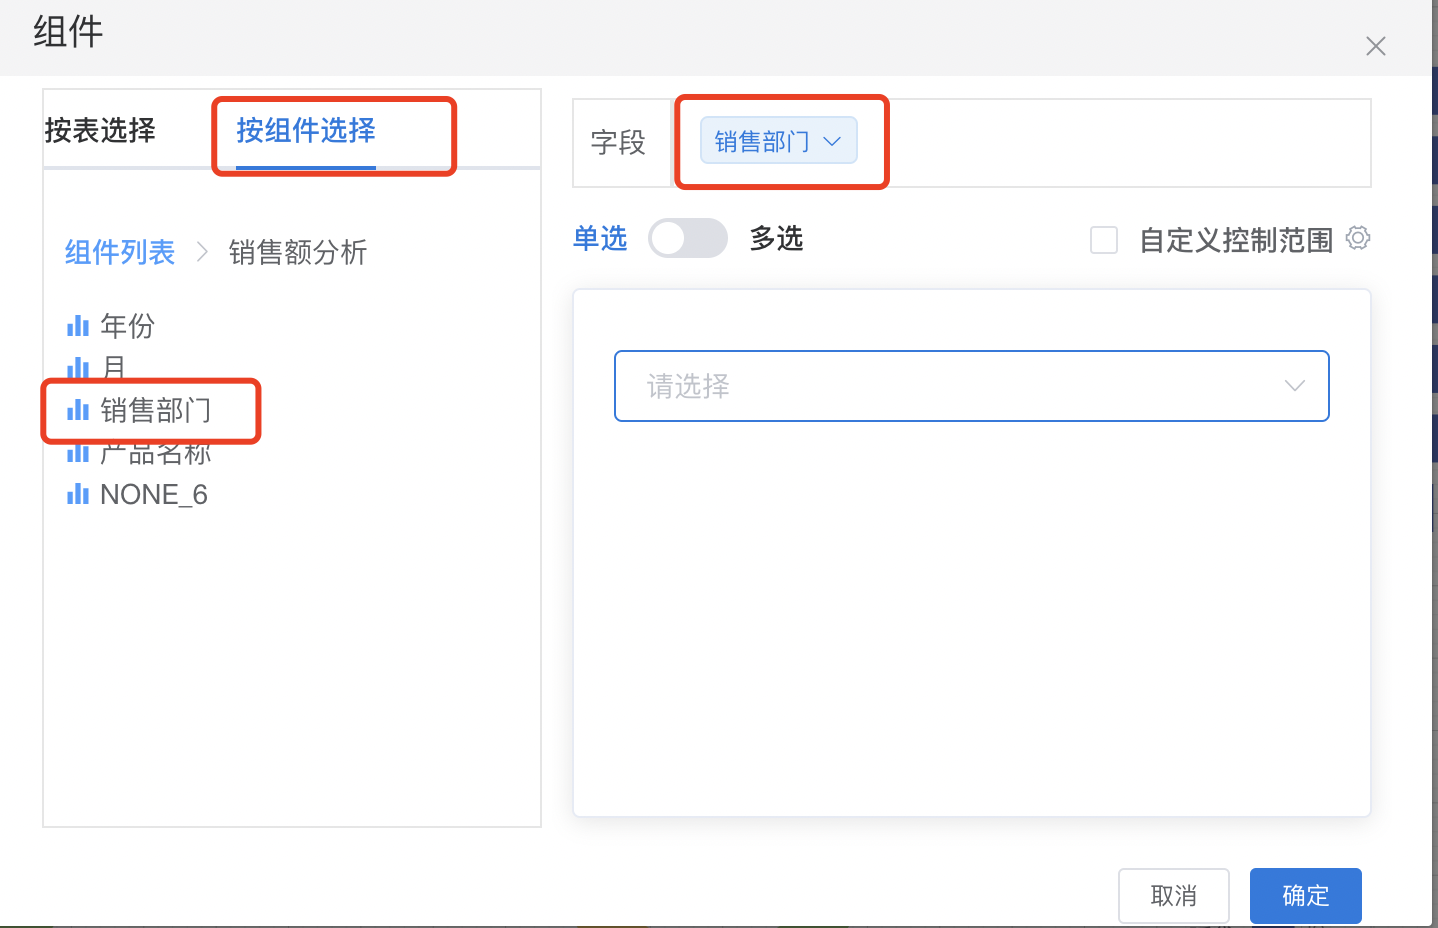 组件
按表选择 按组件选择
组件列表 > 销售额分析
年份
月
销售部门
产品名称
NONE_6
字段 销售部门
单选 多选 自定义控制范围
请选择
取消 确定